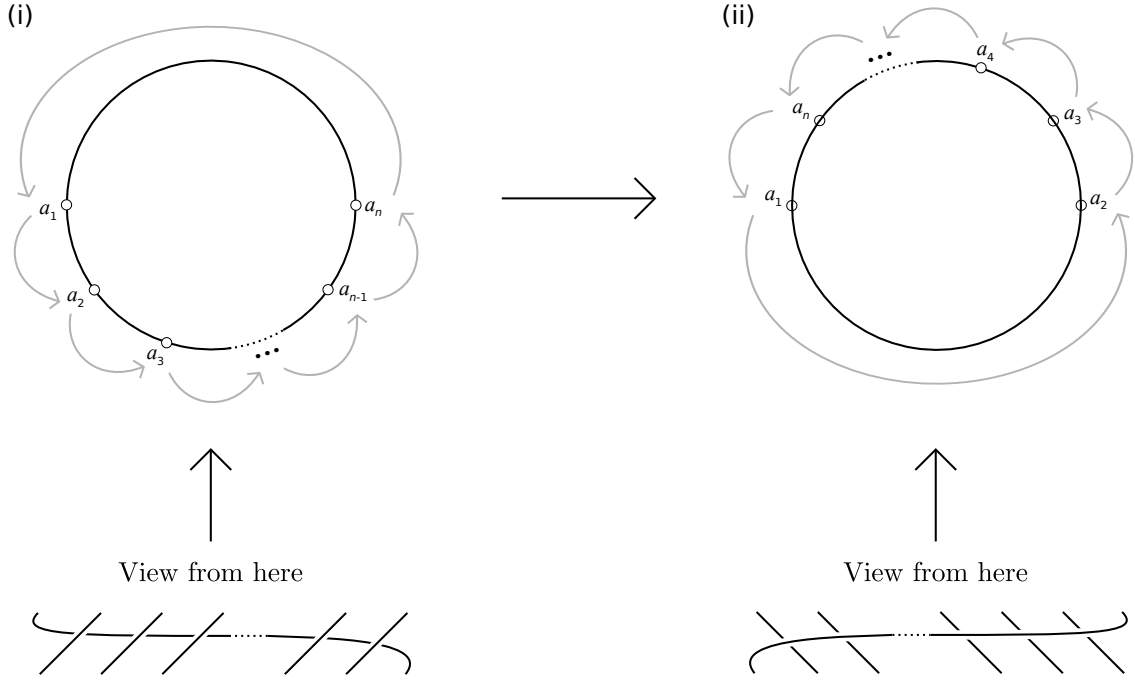 (i)
a₁
a₂
a₃
•••
aₙ₋₁
aₙ
View from here
(ii)
a₄
•••
aₙ
a₃
a₁
a₂
View from here